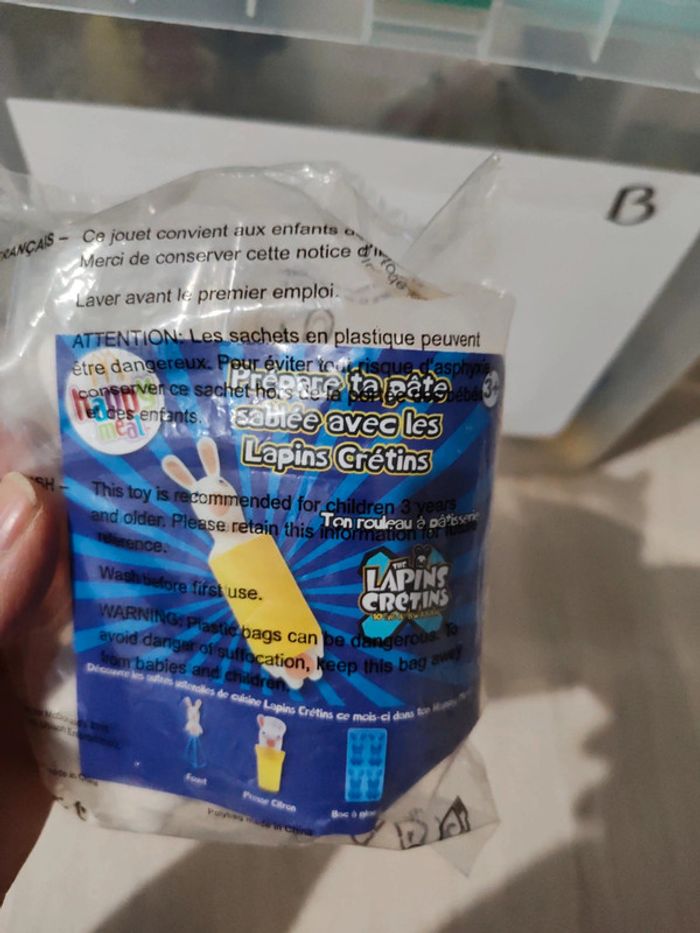 B
FRANÇAIS – Ce jouet convient aux enfants
Merci de conserver cette notice
Laver avant le premier emploi.
ATTENTION: Les sachets en plastique peuvent
être dangereux. Pour éviter tout risque d'asphyxie
conserver ce sachet hors de la portée des bébés
et des enfants.
happy
meal
Prépare ta pâte
sablée avec les
Lapins Crétins
3+
This toy is recommended for children 3 years
and older. Please retain this information for
reference.
Ton rouleau à pâtisserie
Wash before first use.
THE
LAPINS
CRÉTINS
WARNING: Plastic bags can be dangerous. To
avoid danger of suffocation, keep this bag away
from babies and children.
Découvre les autres ustensiles de cuisine Lapins Crétins ce mois-ci dans ton Happy
Fouet
Presse Citron
Bac à
made in China
Polybag made in China